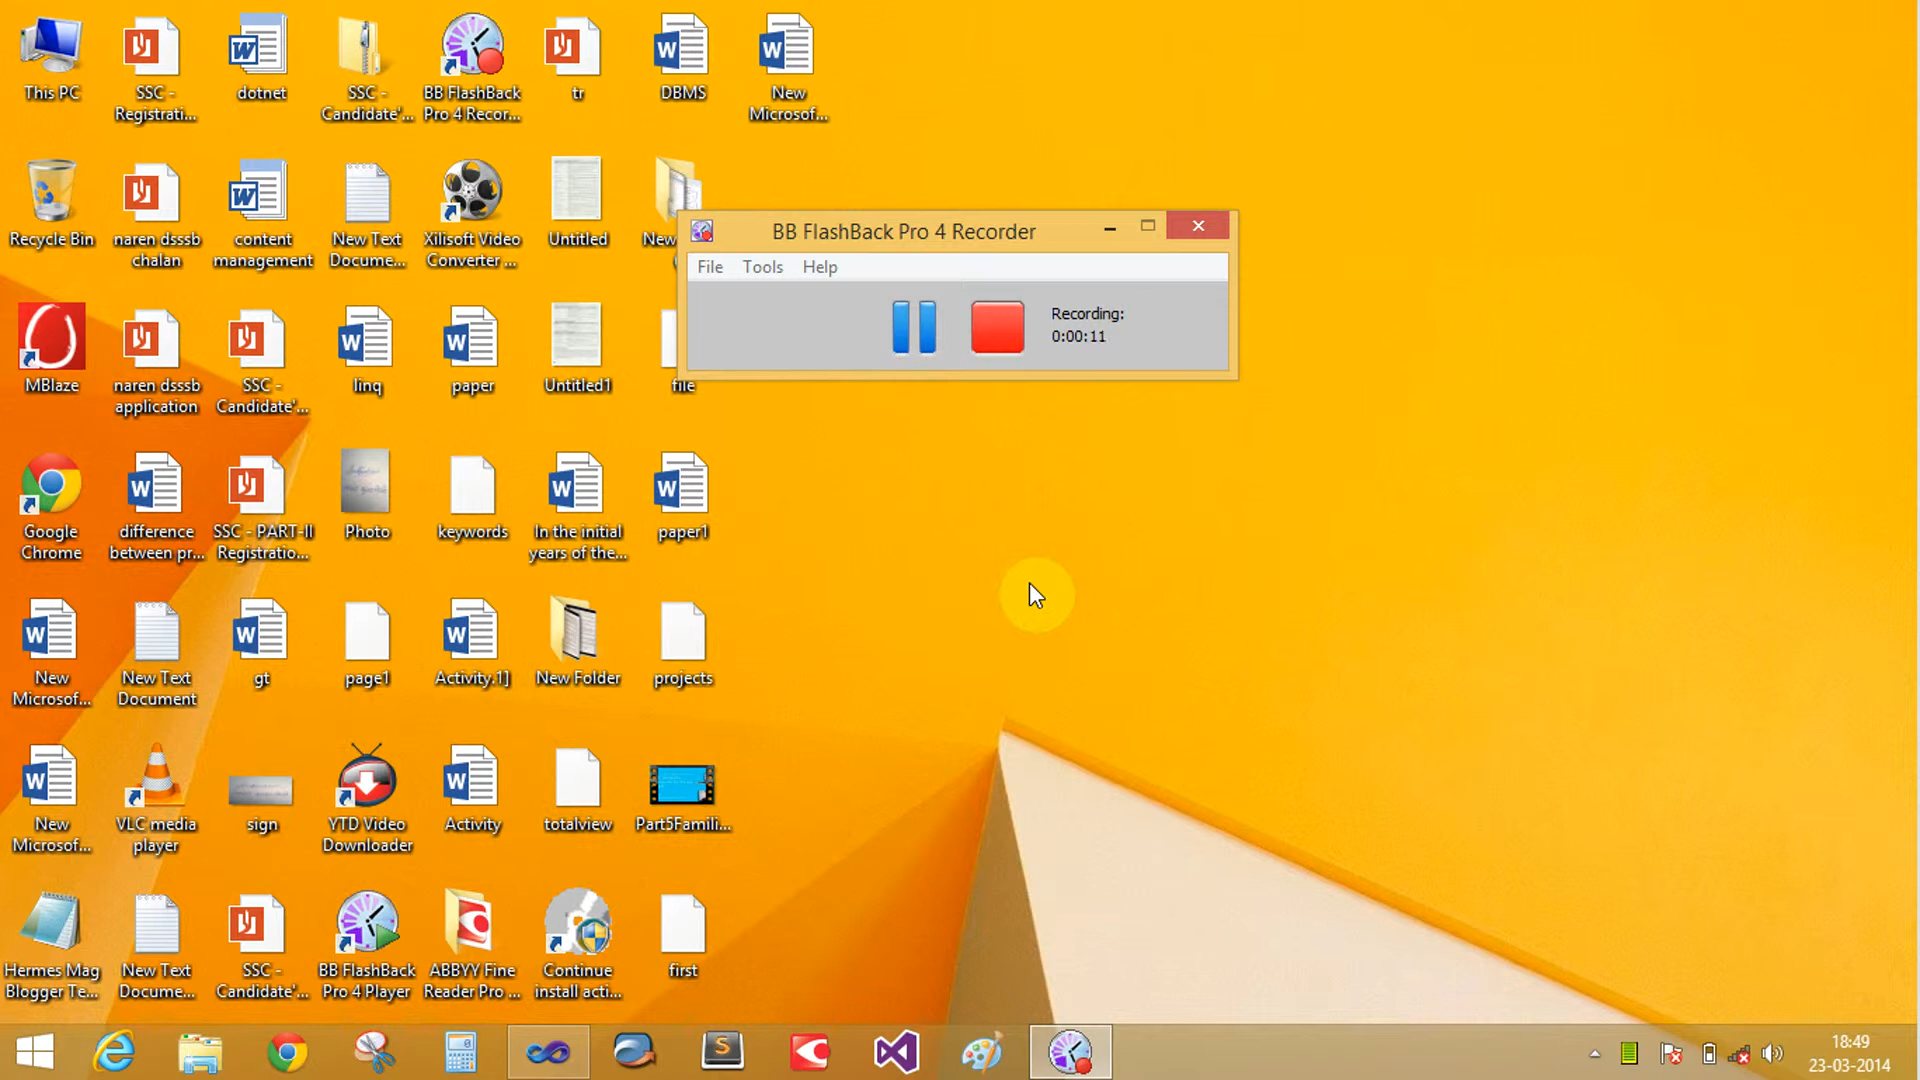 This PC
SSC -
Registrati...
dotnet
SSC -
Candidate'...
BB FlashBack
Pro 4 Recor...
tr
DBMS
New
Microsof...
Recycle Bin
naren dsssb
chalan
content
management
New Text
Docume...
Xilisoft Video
Converter ...
Untitled
New
BB FlashBack Pro 4 Recorder
File Tools Help
Recording:
0:00:11
MBlaze
naren dsssb
application
SSC -
Candidate'...
linq
paper
Untitled1
file
Google
Chrome
difference
between pr...
SSC - PART-II
Registratio...
Photo
keywords
In the initial
years of the...
paper1
New
Microsof...
New Text
Document
gt
page1
Activity.1]
New Folder
projects
New
Microsof...
VLC media
player
sign
YTD Video
Downloader
Activity
totalview
Part5Famili...
Hermes Mag
Blogger Te...
New Text
Docume...
SSC -
Candidate'...
BB FlashBack
Pro 4 Player
ABBYY Fine
Reader Pro ...
Continue
install acti...
first
18:49
23-03-2014